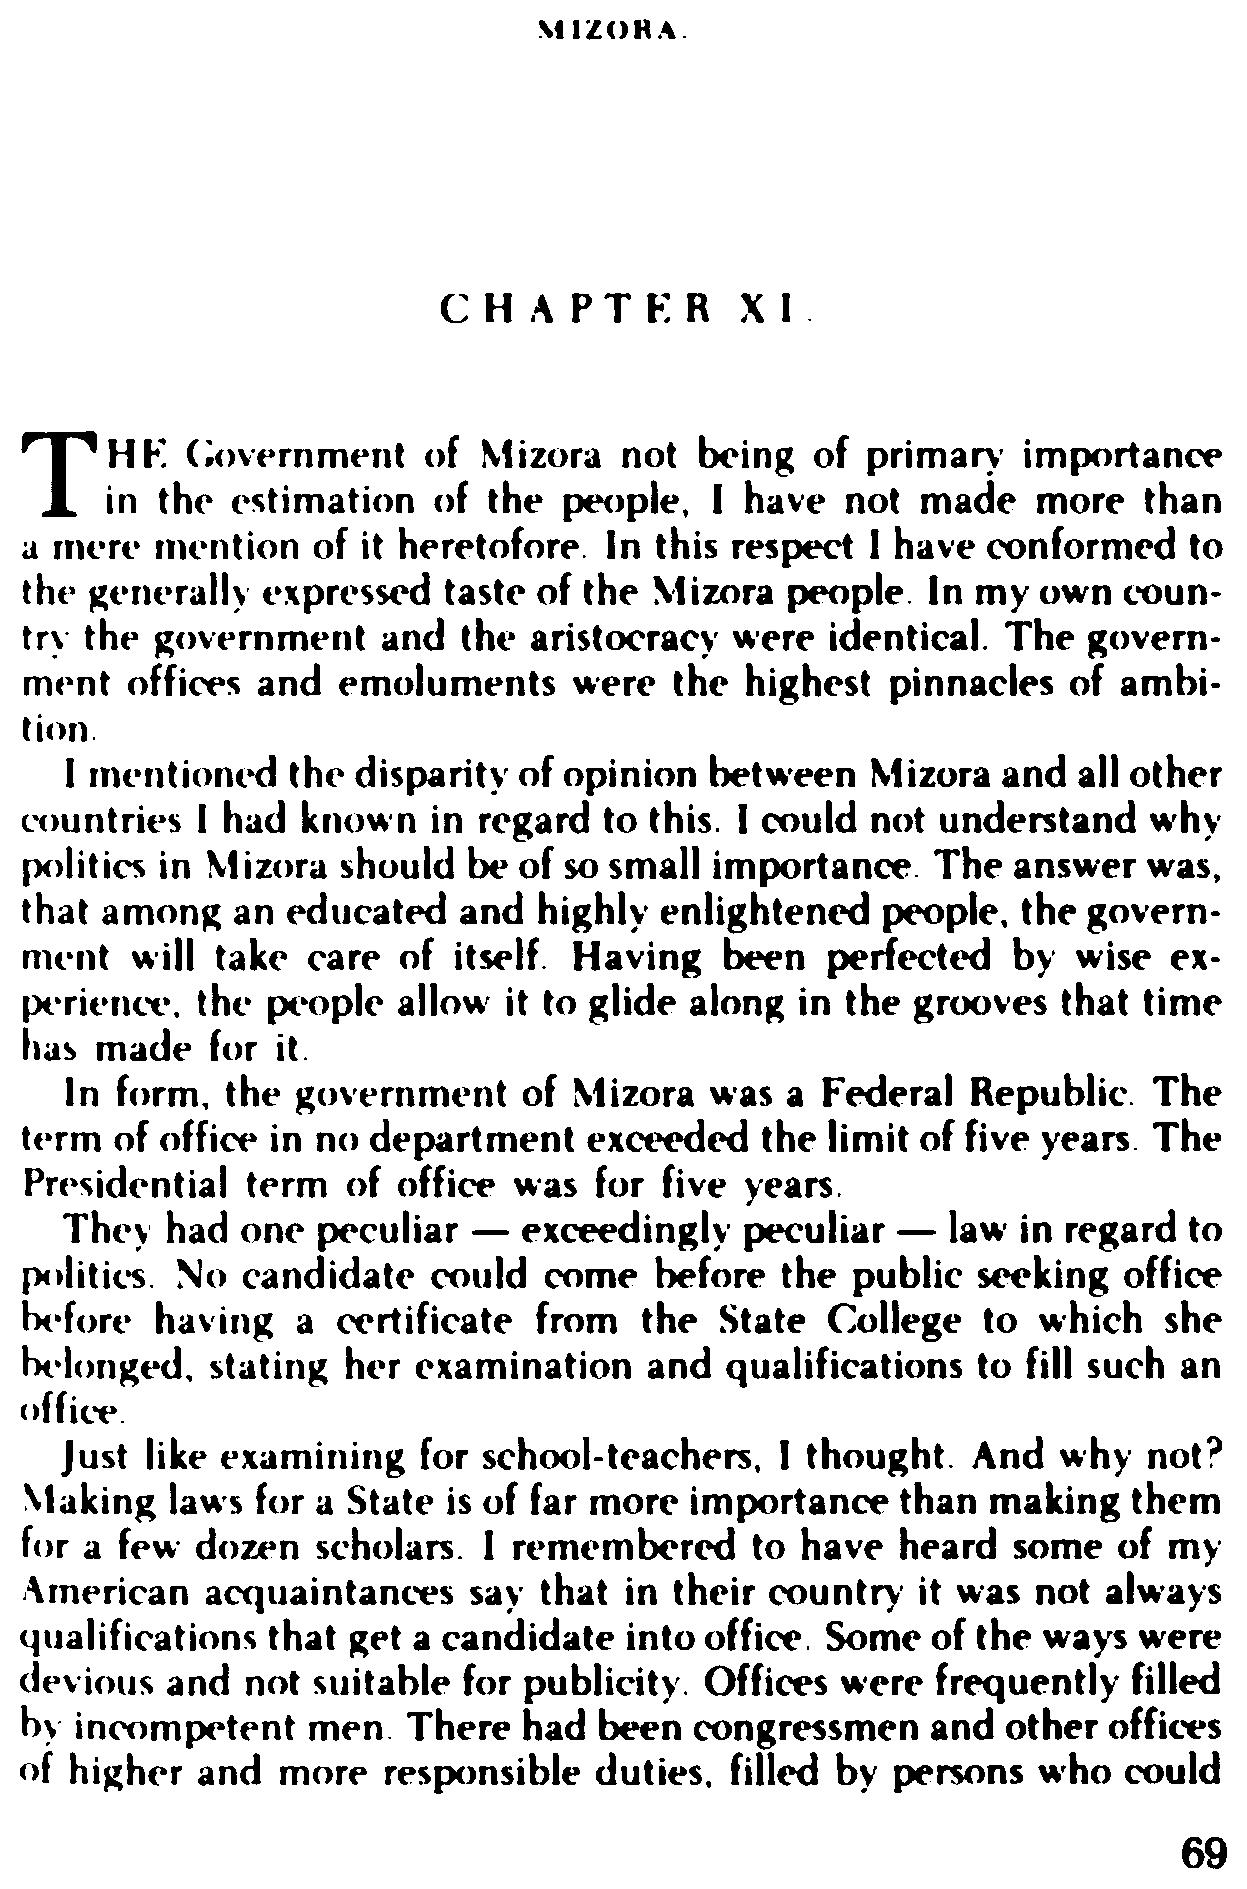 MIZORA.
CHAPTER XI.
THE Government of Mizora not being of primary importance
in the estimation of the people, I have not made more than
a mere mention of it heretofore. In this respect I have conformed to
the generally expressed taste of the Mizora people. In my own coun-
try the government and the aristocracy were identical. The govern-
ment offices and emoluments were the highest pinnacles of ambi-
tion.
I mentioned the disparity of opinion between Mizora and all other
countries I had known in regard to this. I could not understand why
politics in Mizora should be of so small importance. The answer was,
that among an educated and highly enlightened people, the govern-
ment will take care of itself. Having been perfected by wise ex-
perience, the people allow it to glide along in the grooves that time
has made for it.
In form, the government of Mizora was a Federal Republic. The
term of office in no department exceeded the limit of five years. The
Presidential term of office was for five years.
They had one peculiar — exceedingly peculiar — law in regard to
politics. No candidate could come before the public seeking office
before having a certificate from the State College to which she
belonged, stating her examination and qualifications to fill such an
office.
Just like examining for school-teachers, I thought. And why not?
Making laws for a State is of far more importance than making them
for a few dozen scholars. I remembered to have heard some of my
American acquaintances say that in their country it was not always
qualifications that get a candidate into office. Some of the ways were
devious and not suitable for publicity. Offices were frequently filled
by incompetent men. There had been congressmen and other offices
of higher and more responsible duties, filled by persons who could
69